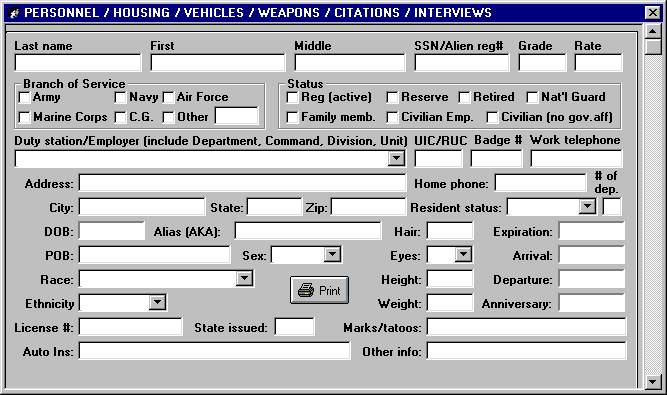 PERSONNEL / HOUSING / VEHICLES / WEAPONS / CITATIONS / INTERVIEWS
Last name First Middle SSN/Alien reg# Grade Rate
Branch of Service Status
Army Navy Air Force Reg (active) Reserve Retired Nat'l Guard
Marine Corps C.G. Other Family memb. Civilian Emp. Civilian (no gov.aff)
Duty station/Employer (include Department, Command, Division, Unit) UIC/RUC Badge # Work telephone
Address: Home phone: # of
dep.
City: State: Zip: Resident status:
DOB: Alias (AKA): Hair: Expiration:
POB: Sex: Eyes: Arrival:
Race: Print Height: Departure:
Ethnicity Weight: Anniversary:
License #: State issued: Marks/tatoos:
Auto Ins: Other info: